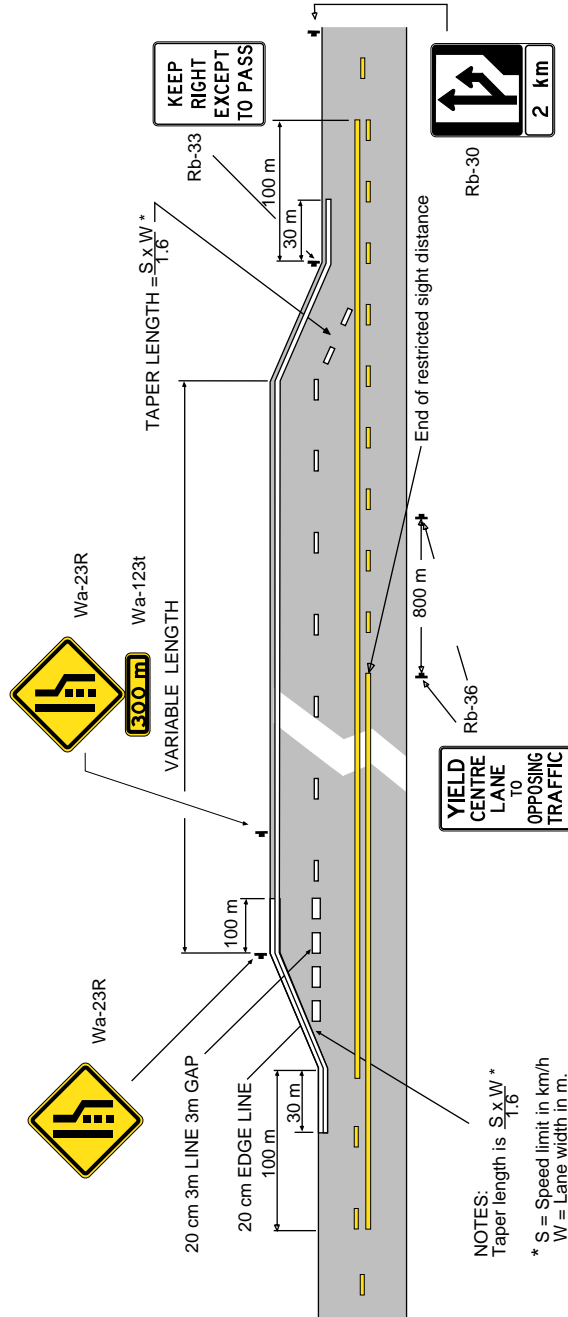 KEEP
RIGHT
EXCEPT
TO PASS
Rb-33
100 m
30 m
TAPER LENGTH = S x W *
1.6
2 km
Rb-30
End of restricted sight distance
Wa-23R
Wa-123t
300 m
VARIABLE LENGTH
800 m
Rb-36
YIELD
CENTRE
LANE
TO
OPPOSING
TRAFFIC
100 m
Wa-23R
20 cm 3m LINE 3m GAP
20 cm EDGE LINE
30 m
100 m
NOTES:
Taper length is S x W *
1.6
* S = Speed limit in km/h
W = Lane width in m.